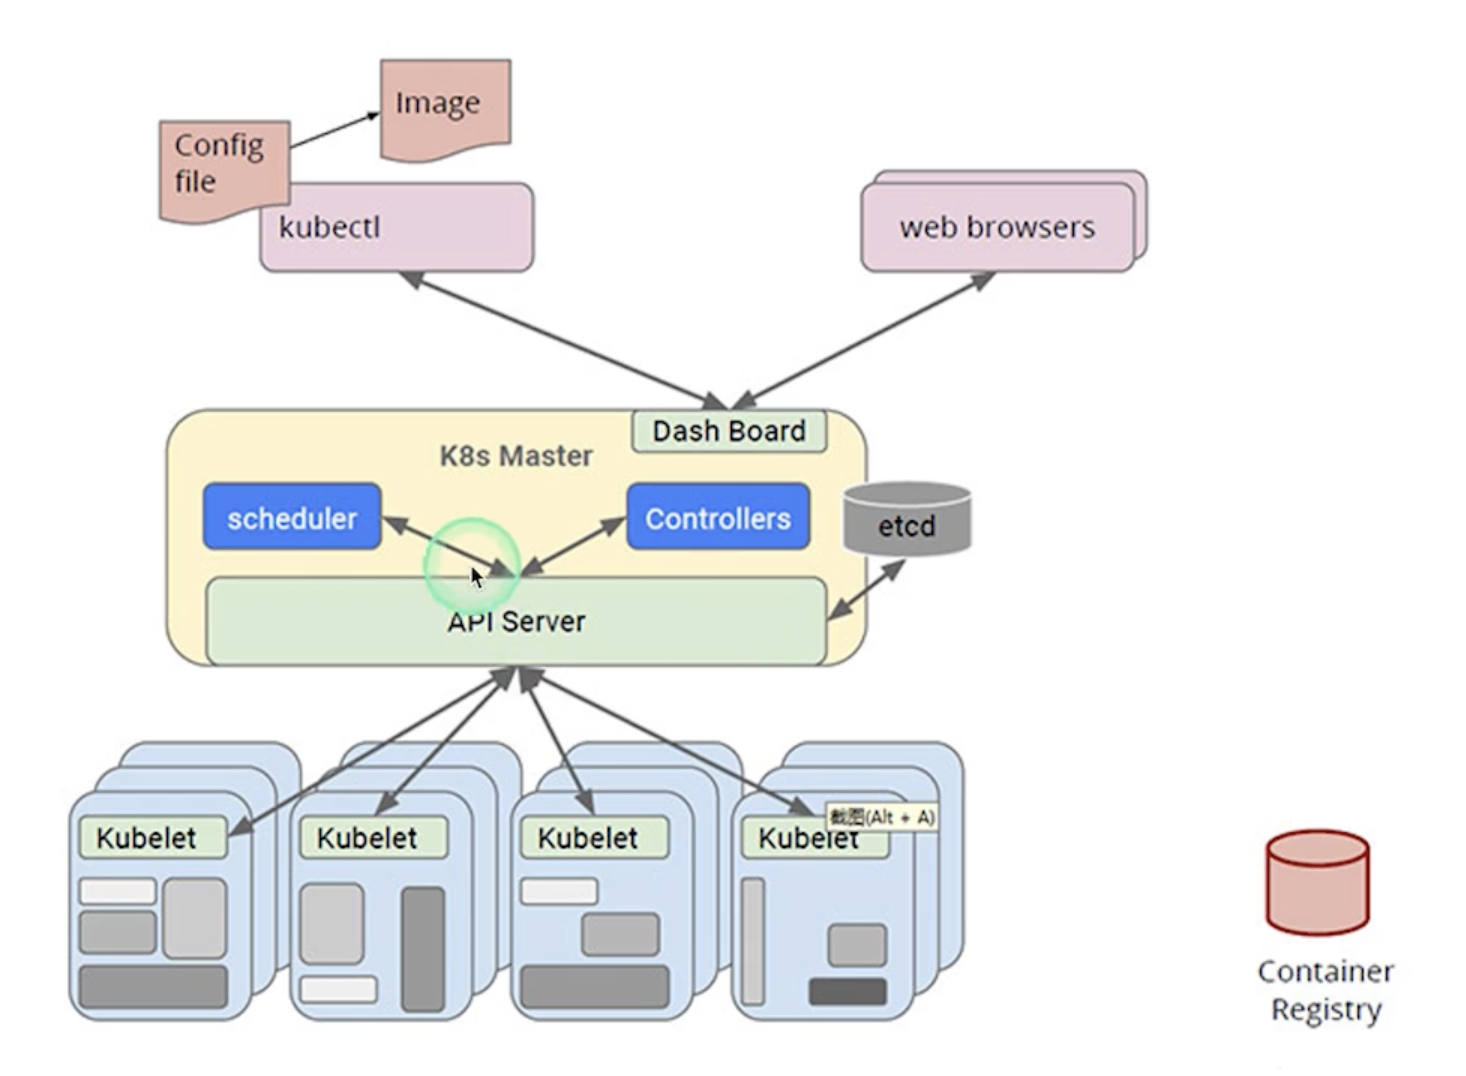 Image
Config
file
kubectl
web browsers
Dash Board
K8s Master
scheduler
Controllers
etcd
API Server
截图(Alt + A)
Kubelet
Kubelet
Kubelet
Kubelet
Container
Registry